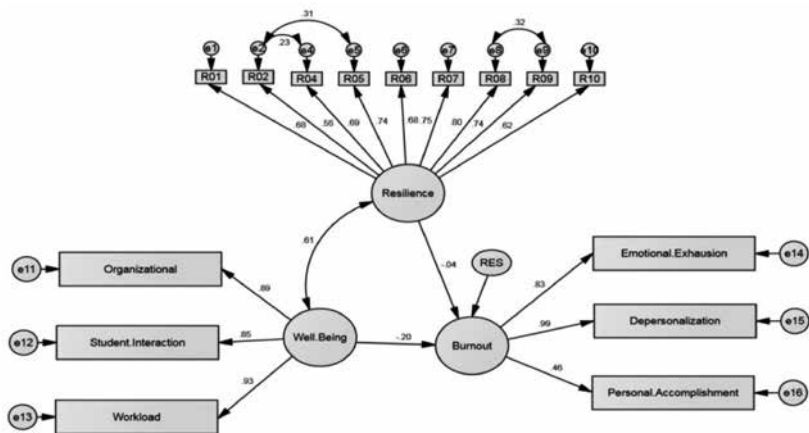 .31
.32
.23
e1 e2 e4 e5 e6 e7 e8 e9 e10
R01 R02 R04 R05 R06 R07 R08 R09 R10
.68 .55 .69 .74 .68 .75 .80 .74 .62
Resilience
.61
-.04
RES
e11 Organizational
.89
e12 Student.Interaction
.85
e13 Workload
.93
Well.Being
-.20
Burnout
.83
Emotional.Exhausion e14
.99
Depersonalization e15
.46
Personal.Accomplishment e16